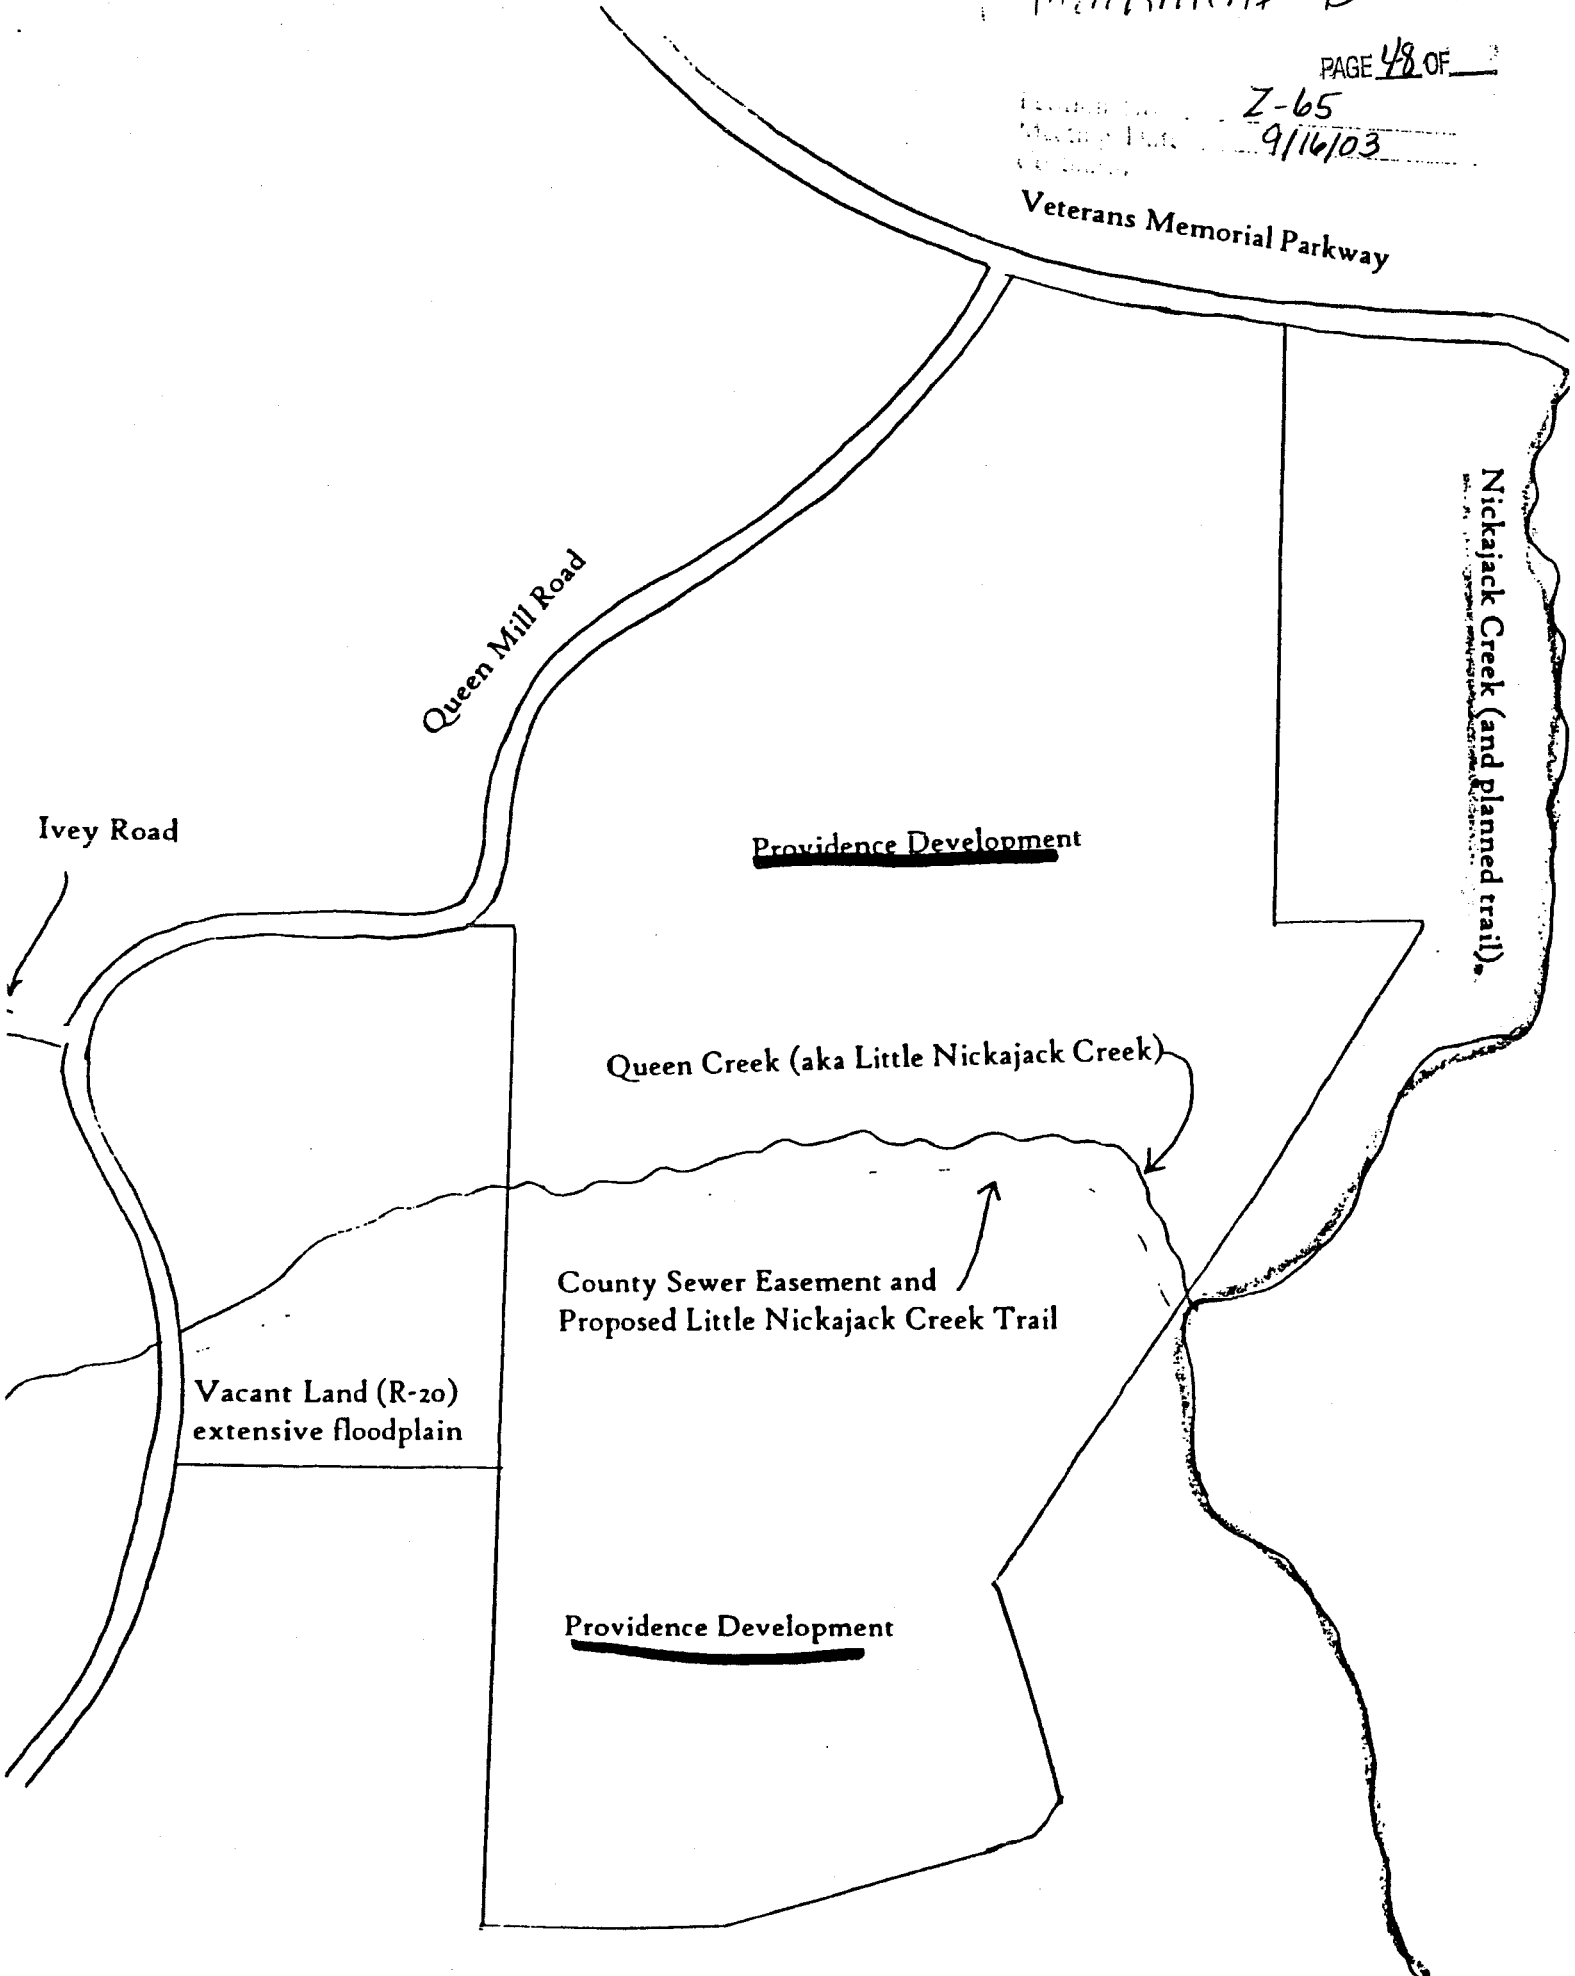 PAGE 48 OF
Z-65
9/16/03
Veterans Memorial Parkway
Nickajack Creek (and planned trail).
Queen Mill Road
Ivey Road
Providence Development
Queen Creek (aka Little Nickajack Creek)
County Sewer Easement and
Proposed Little Nickajack Creek Trail
Vacant Land (R-20)
extensive floodplain
Providence Development